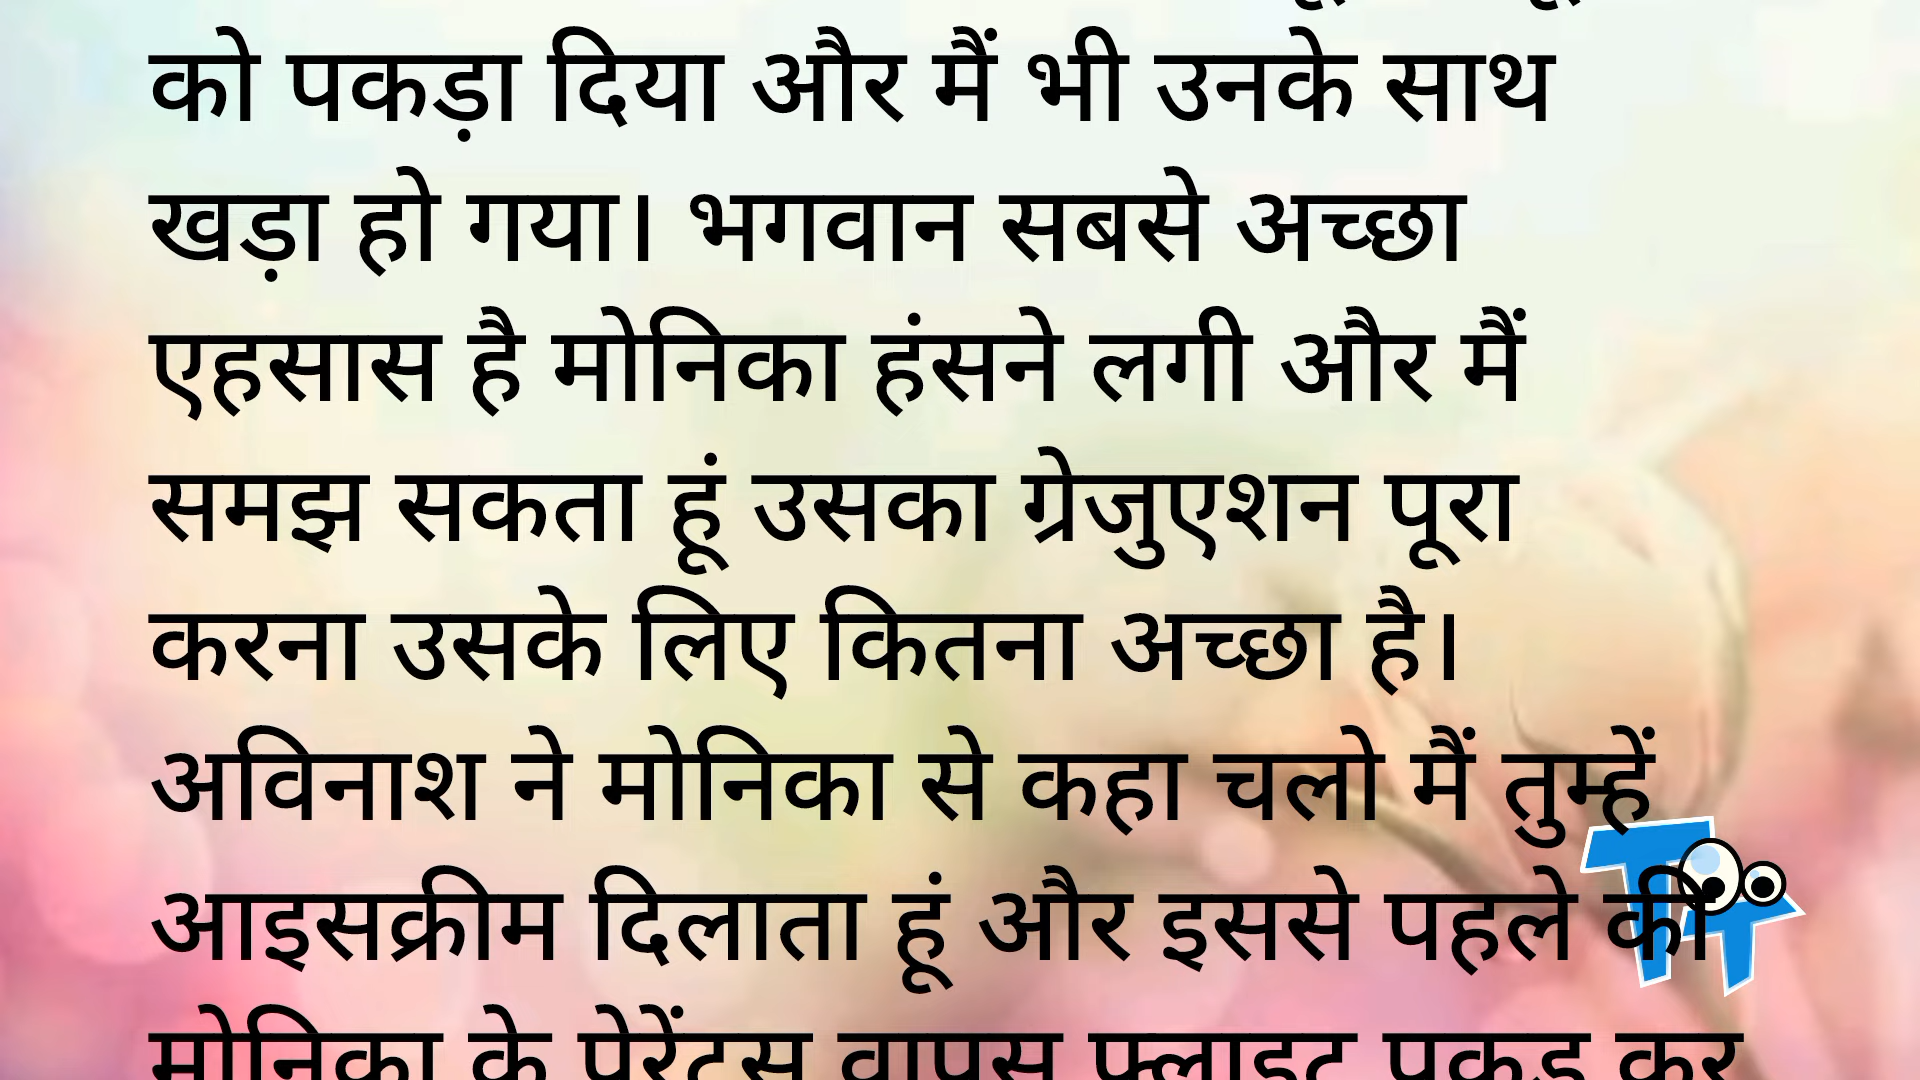 को पकड़ा दिया और मैं भी उनके साथ
खड़ा हो गया। भगवान सबसे अच्छा
एहसास है मोनिका हंसने लगी और मैं
समझ सकता हूं उसका ग्रेजुएशन पूरा
करना उसके लिए कितना अच्छा है।
अविनाश ने मोनिका से कहा चलो मैं तुम्हें
आइसक्रीम दिलाता हूं और इससे पहले की
मोनिका के पेरेंट्स वापस फ्लाइट पकड़ कर